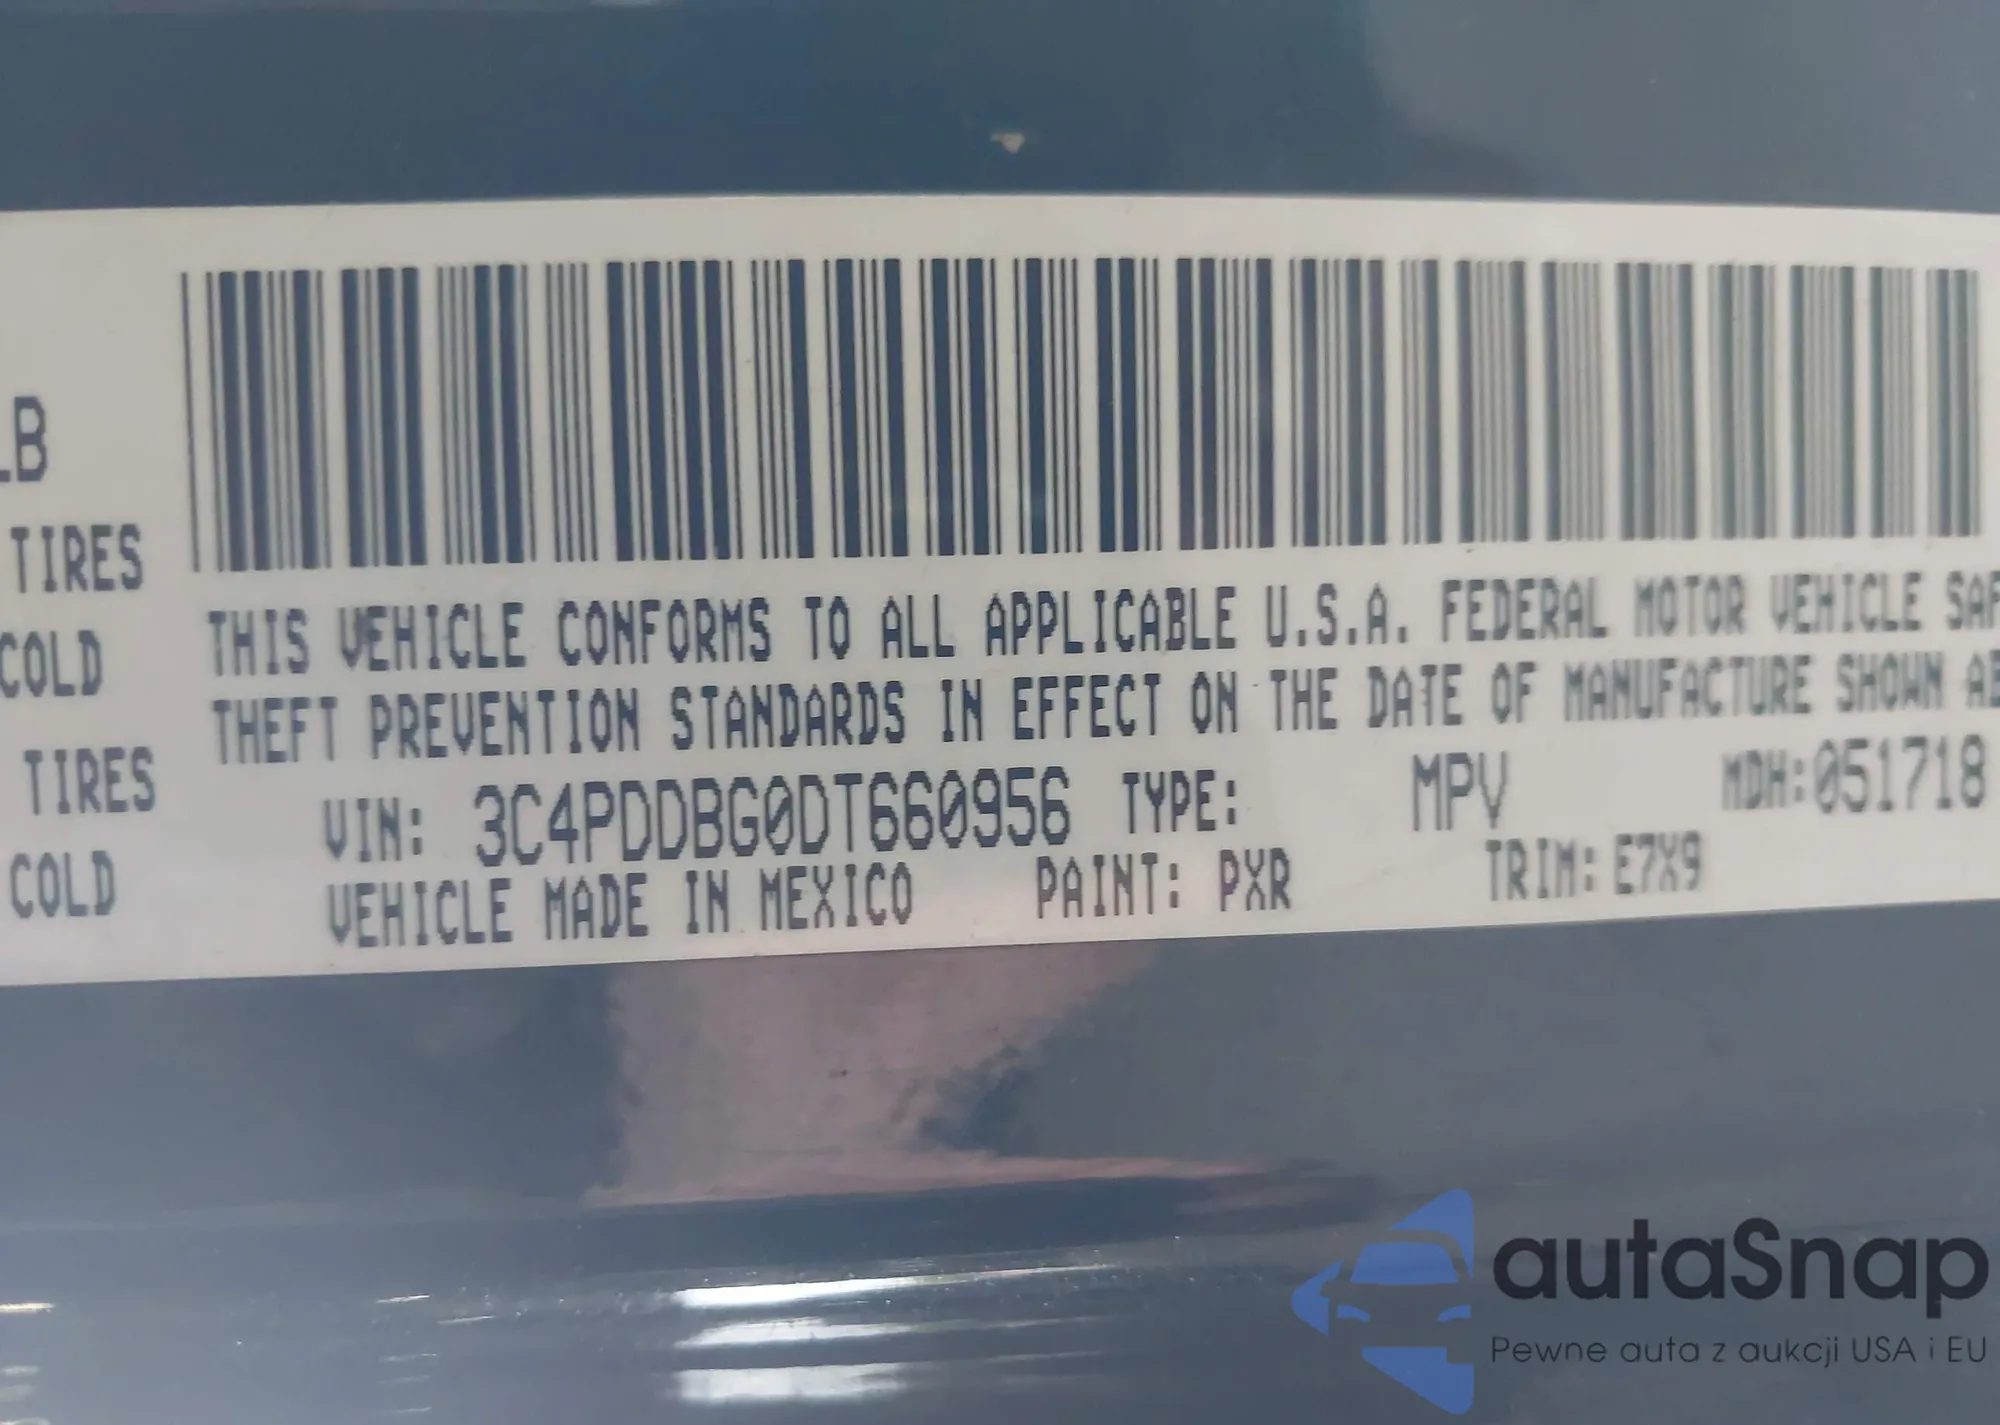 LB
TIRES
COLD
TIRES
COLD
THIS VEHICLE CONFORMS TO ALL APPLICABLE U.S.A. FEDERAL MOTOR VEHICLE SAF
THEFT PREVENTION STANDARDS IN EFFECT ON THE DATE OF MANUFACTURE SHOWN AB
VIN: 3C4PDDBG0DT660956 TYPE: MPV MDH:051718
VEHICLE MADE IN MEXICO PAINT: PXR TRIM: E7X9
autaSnap
Pewne auta z aukcji USA i EU